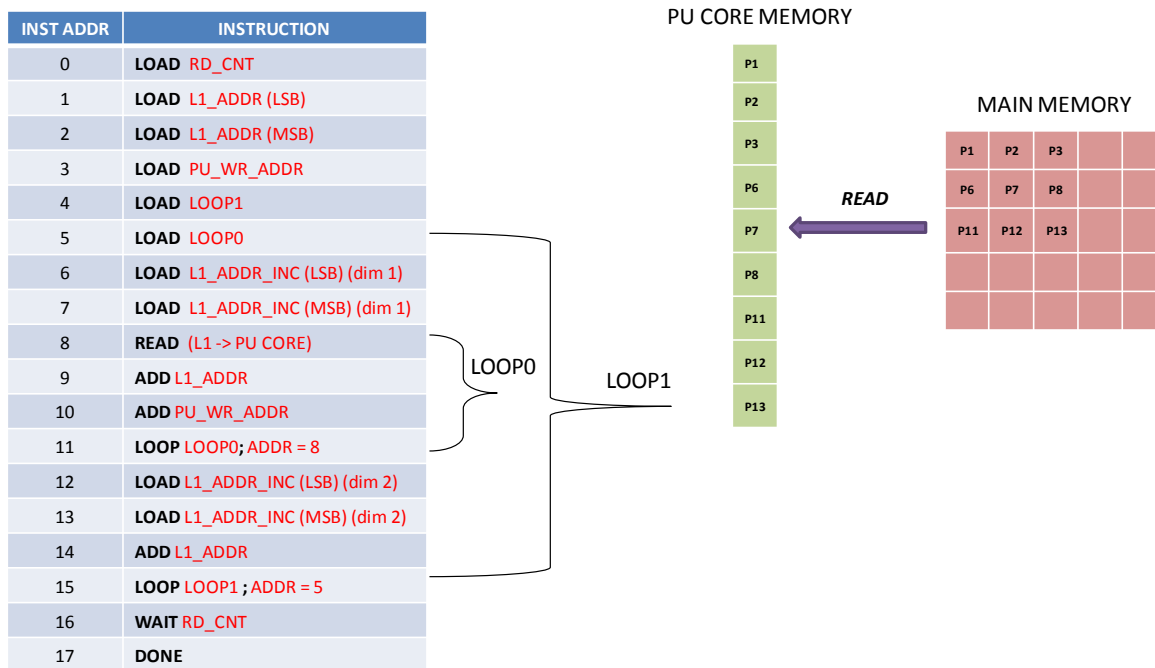 INST ADDR INSTRUCTION
0 LOAD RD_CNT
1 LOAD L1_ADDR (LSB)
2 LOAD L1_ADDR (MSB)
3 LOAD PU_WR_ADDR
4 LOAD LOOP1
5 LOAD LOOP0
6 LOAD L1_ADDR_INC (LSB) (dim 1)
7 LOAD L1_ADDR_INC (MSB) (dim 1)
8 READ (L1 -> PU CORE)
9 ADD L1_ADDR
10 ADD PU_WR_ADDR
11 LOOP LOOP0; ADDR = 8
12 LOAD L1_ADDR_INC (LSB) (dim 2)
13 LOAD L1_ADDR_INC (MSB) (dim 2)
14 ADD L1_ADDR
15 LOOP LOOP1 ; ADDR = 5
16 WAIT RD_CNT
17 DONE
LOOP0
LOOP1
PU CORE MEMORY
P1
P2
P3
P6
P7
P8
P11
P12
P13
READ
MAIN MEMORY
P1 P2 P3
P6 P7 P8
P11 P12 P13